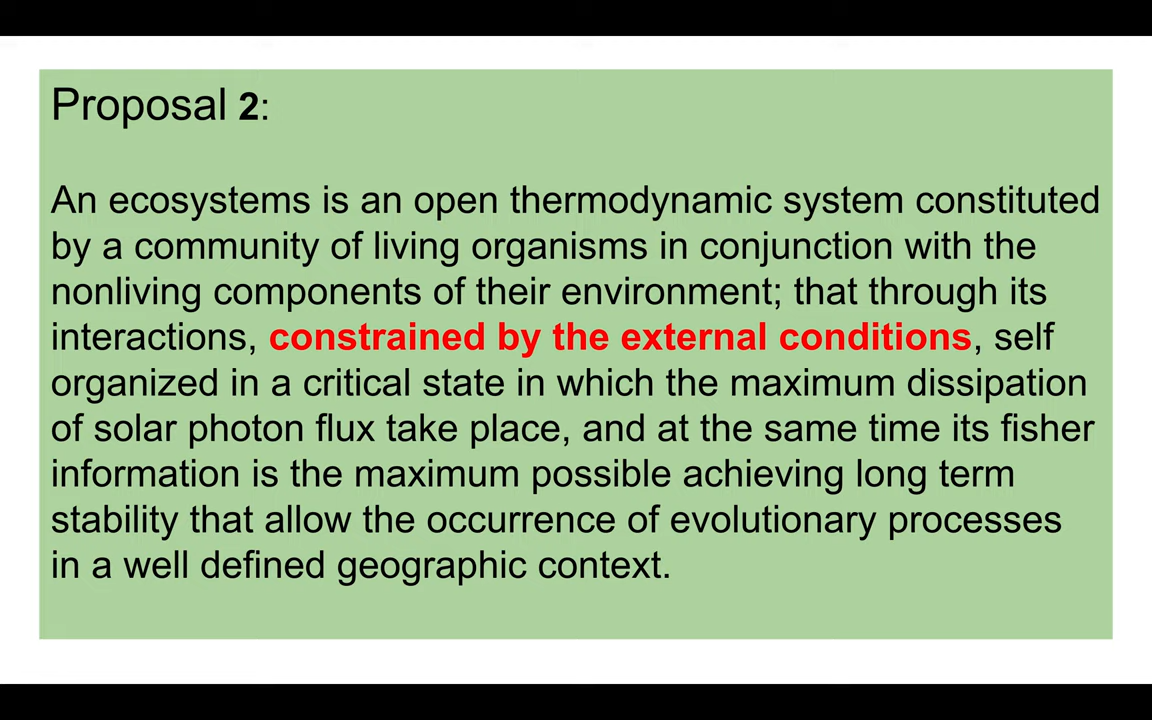 Proposal 2:
An ecosystems is an open thermodynamic system constituted
by a community of living organisms in conjunction with the
nonliving components of their environment; that through its
interactions, constrained by the external conditions, self
organized in a critical state in which the maximum dissipation
of solar photon flux take place, and at the same time its fisher
information is the maximum possible achieving long term
stability that allow the occurrence of evolutionary processes
in a well defined geographic context.